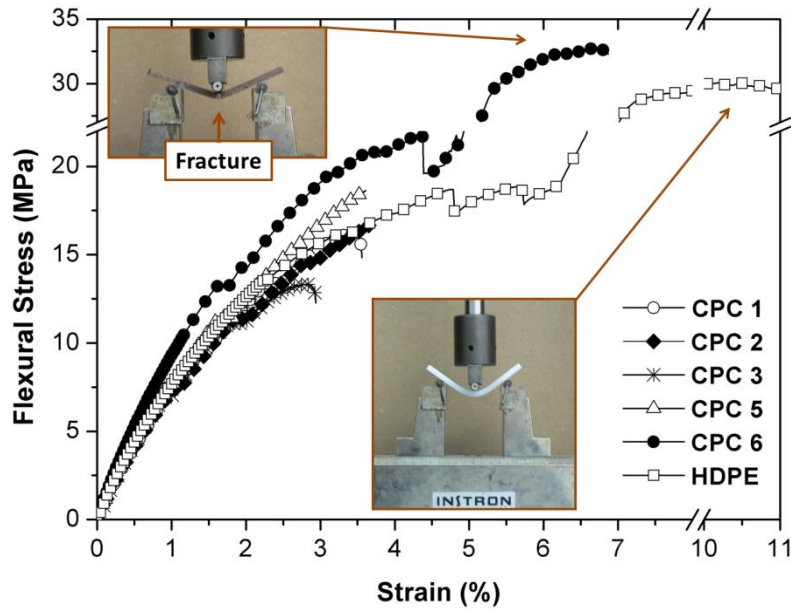 35
30
20
15
10
5
0
Flexural Stress (MPa)
Fracture
INSTRON
CPC 1
CPC 2
CPC 3
CPC 5
CPC 6
HDPE
0 1 2 3 4 5 6 7 10 11
Strain (%)